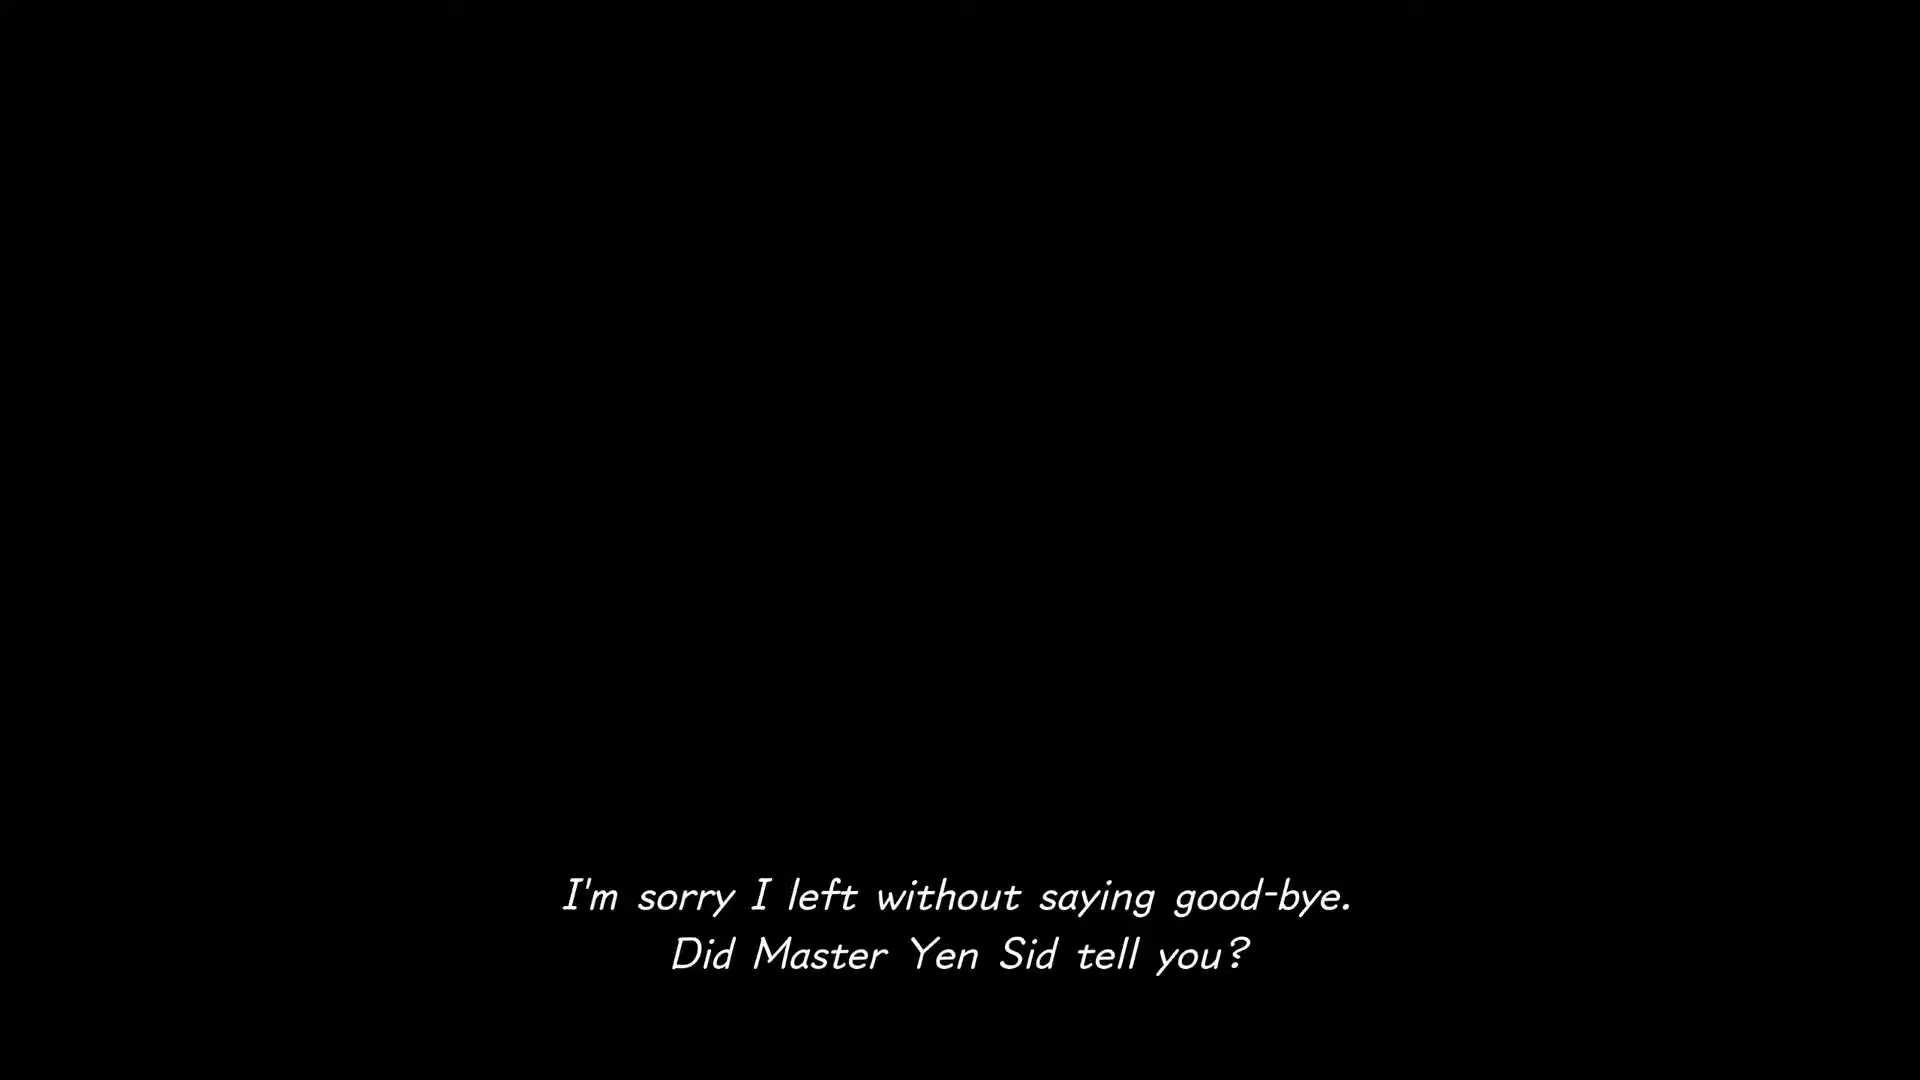 I'm sorry I left without saying good-bye.
Did Master Yen Sid tell you?